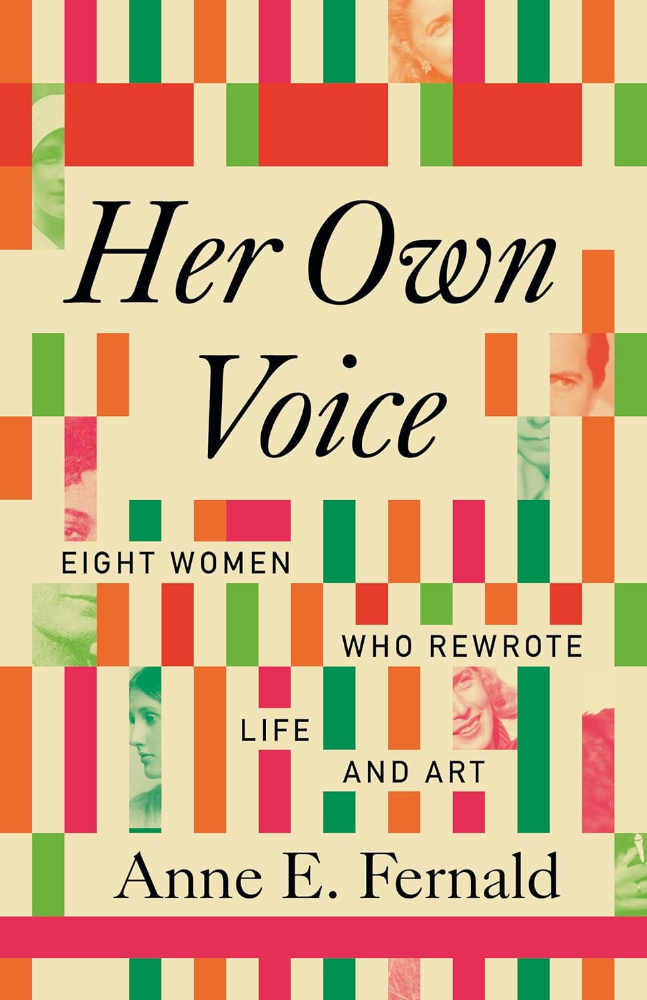 Her Own
Voice
EIGHT WOMEN
WHO REWROTE
LIFE
AND ART
Anne E. Fernald